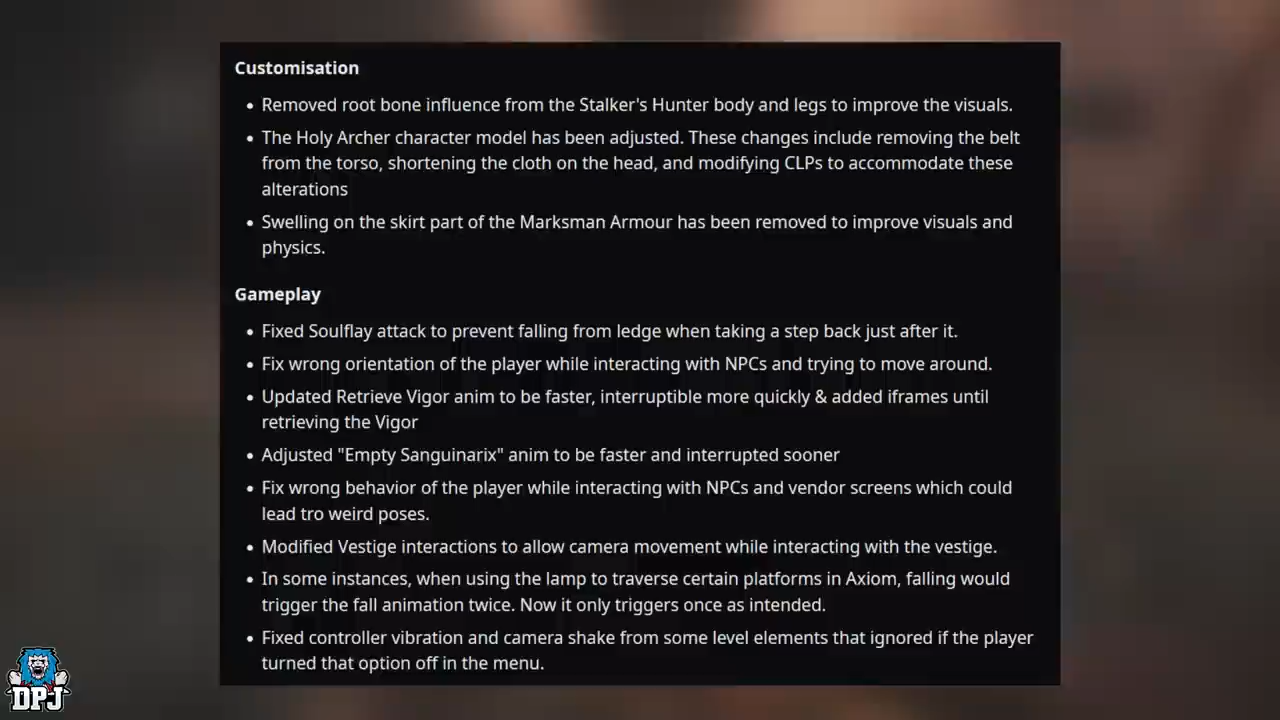 Customisation
• Removed root bone influence from the Stalker's Hunter body and legs to improve the visuals.
• The Holy Archer character model has been adjusted. These changes include removing the belt
from the torso, shortening the cloth on the head, and modifying CLPs to accommodate these
alterations
• Swelling on the skirt part of the Marksman Armour has been removed to improve visuals and
physics.
Gameplay
• Fixed Soulflay attack to prevent falling from ledge when taking a step back just after it.
• Fix wrong orientation of the player while interacting with NPCs and trying to move around.
• Updated Retrieve Vigor anim to be faster, interruptible more quickly & added iframes until
retrieving the Vigor
• Adjusted "Empty Sanguinarix" anim to be faster and interrupted sooner
• Fix wrong behavior of the player while interacting with NPCs and vendor screens which could
lead tro weird poses.
• Modified Vestige interactions to allow camera movement while interacting with the vestige.
• In some instances, when using the lamp to traverse certain platforms in Axiom, falling would
trigger the fall animation twice. Now it only triggers once as intended.
• Fixed controller vibration and camera shake from some level elements that ignored if the player
turned that option off in the menu.
DPJ